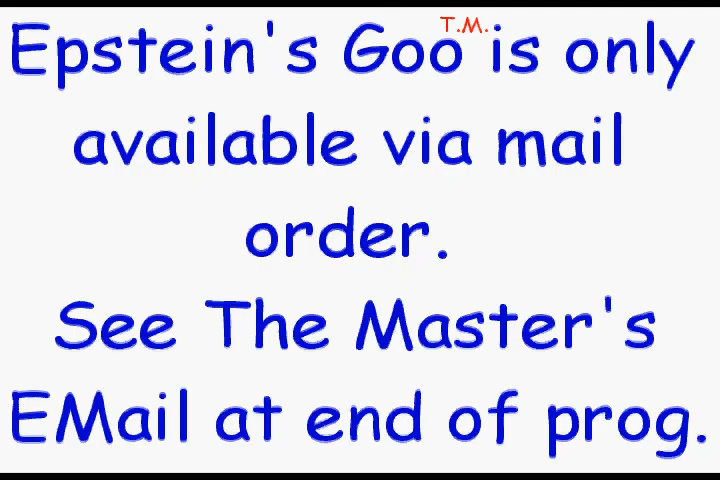 Epstein's Goo T.M. is only
available via mail
order.
See The Master's
EMail at end of prog.